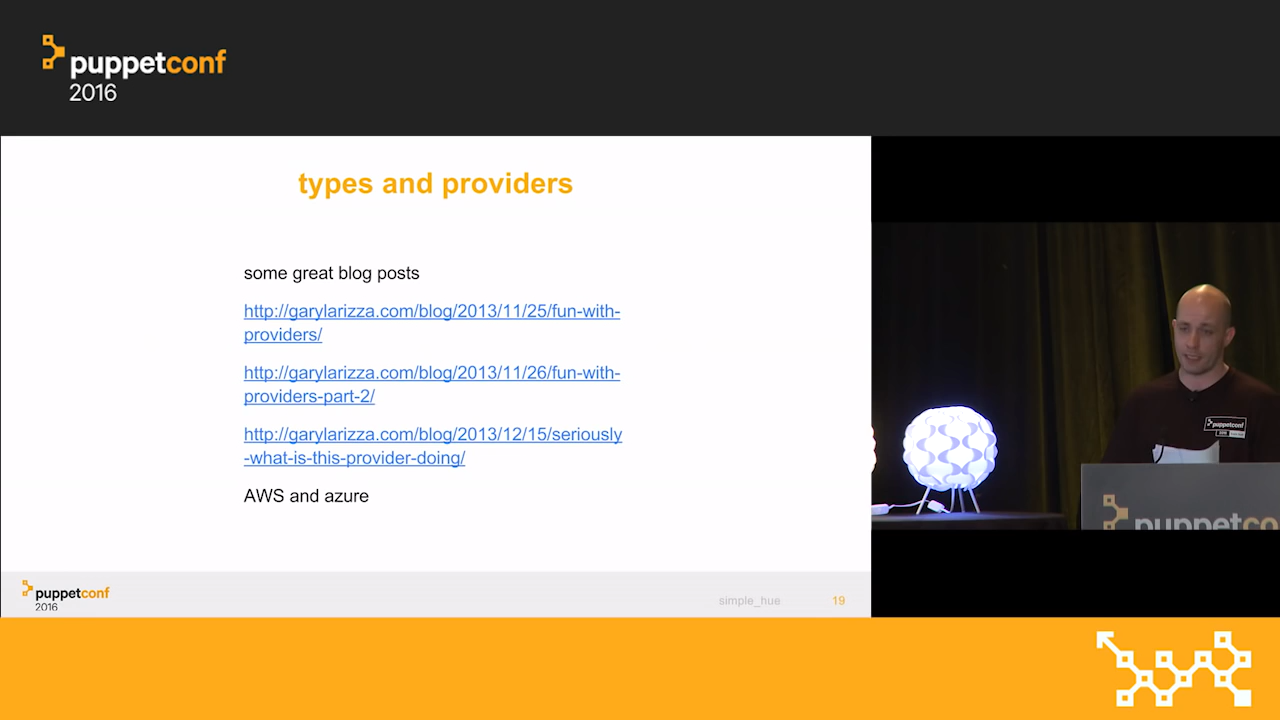 puppetconf
2016
types and providers
some great blog posts
http://garylarizza.com/blog/2013/11/25/fun-with-
providers/
http://garylarizza.com/blog/2013/11/26/fun-with-
providers-part-2/
http://garylarizza.com/blog/2013/12/15/seriously
-what-is-this-provider-doing/
AWS and azure
puppetconf
2016
simple_hue
19
puppetconf
puppetco